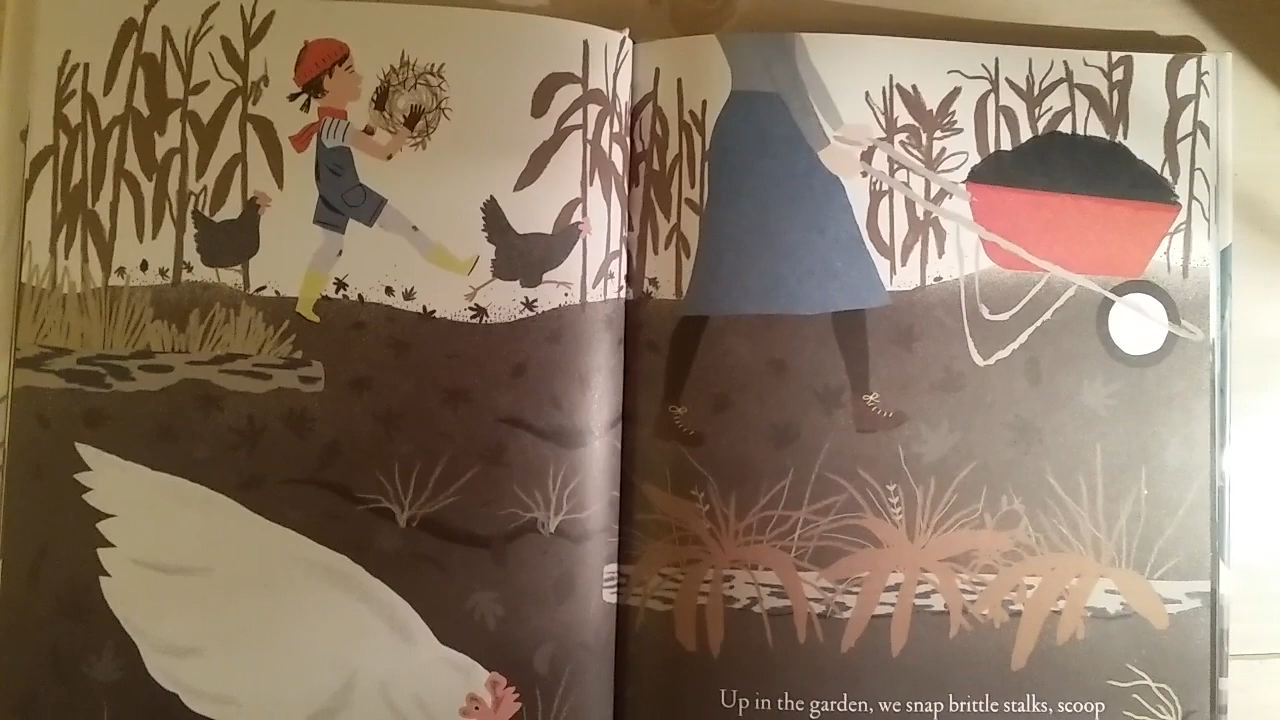 Up in the garden, we snap brittle stalks, scoop